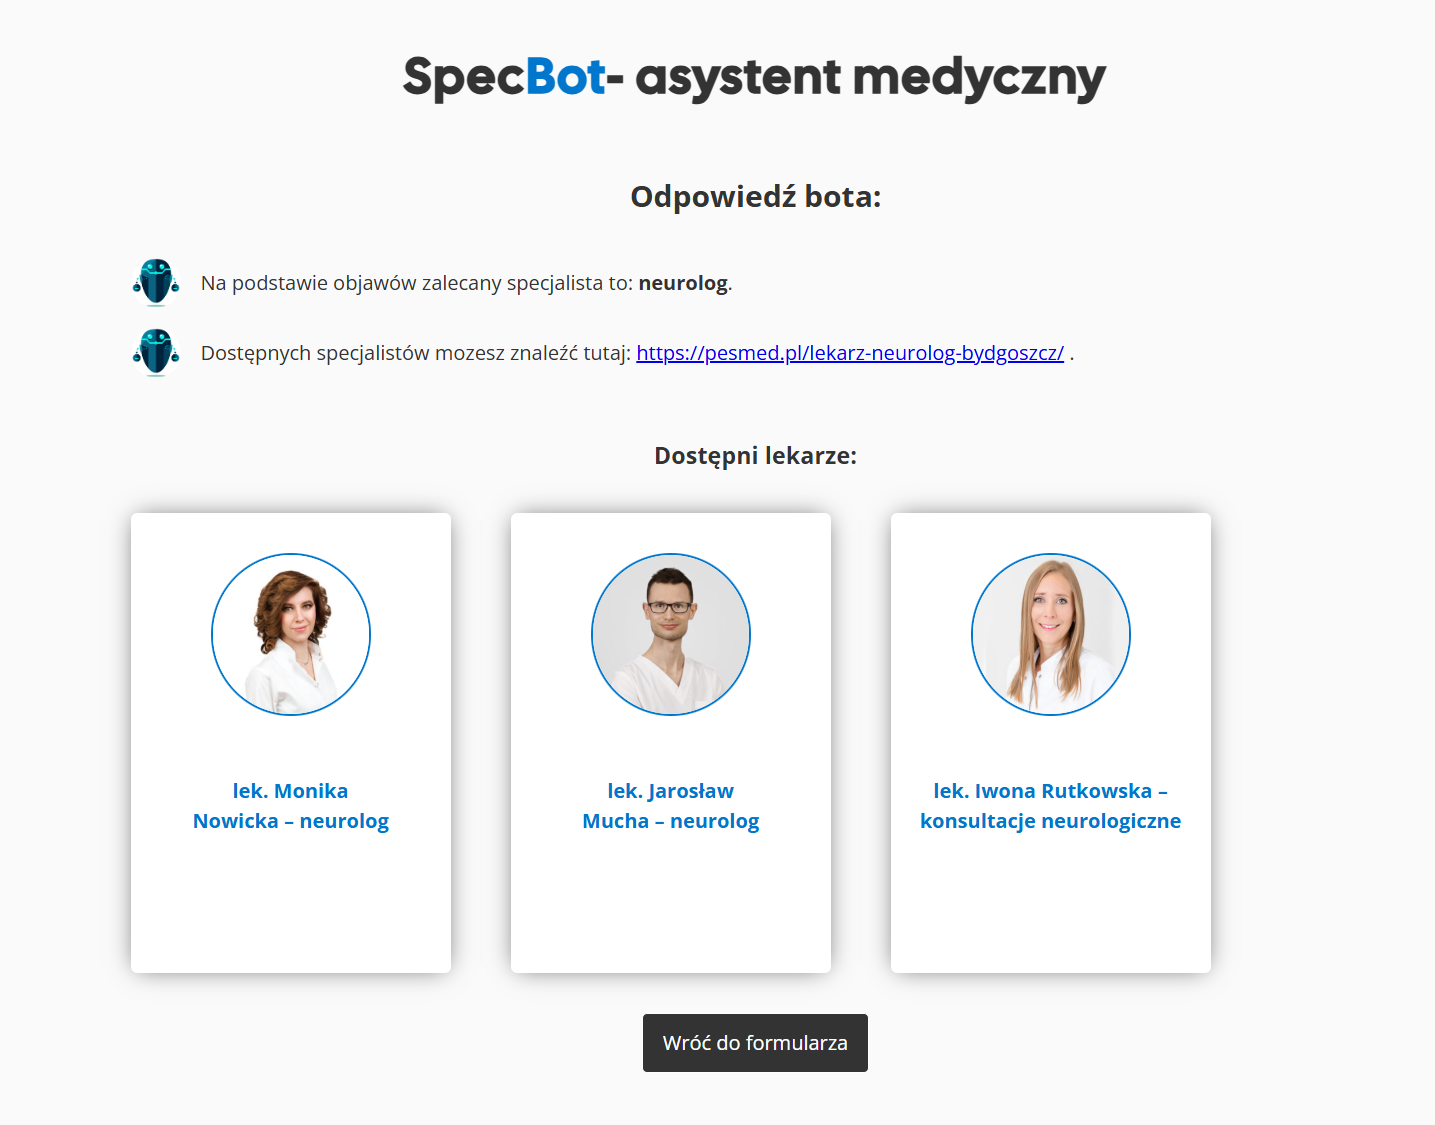 SpecBot- asystent medyczny
Odpowiedź bota:
Na podstawie objawów zalecany specjalista to: neurolog.
Dostępnych specjalistów mozesz znaleźć tutaj: https://pesmed.pl/lekarz-neurolog-bydgoszcz/ .
Dostępni lekarze:
lek. Monika
Nowicka – neurolog
lek. Jarosław
Mucha – neurolog
lek. Iwona Rutkowska –
konsultacje neurologiczne
Wróć do formularza